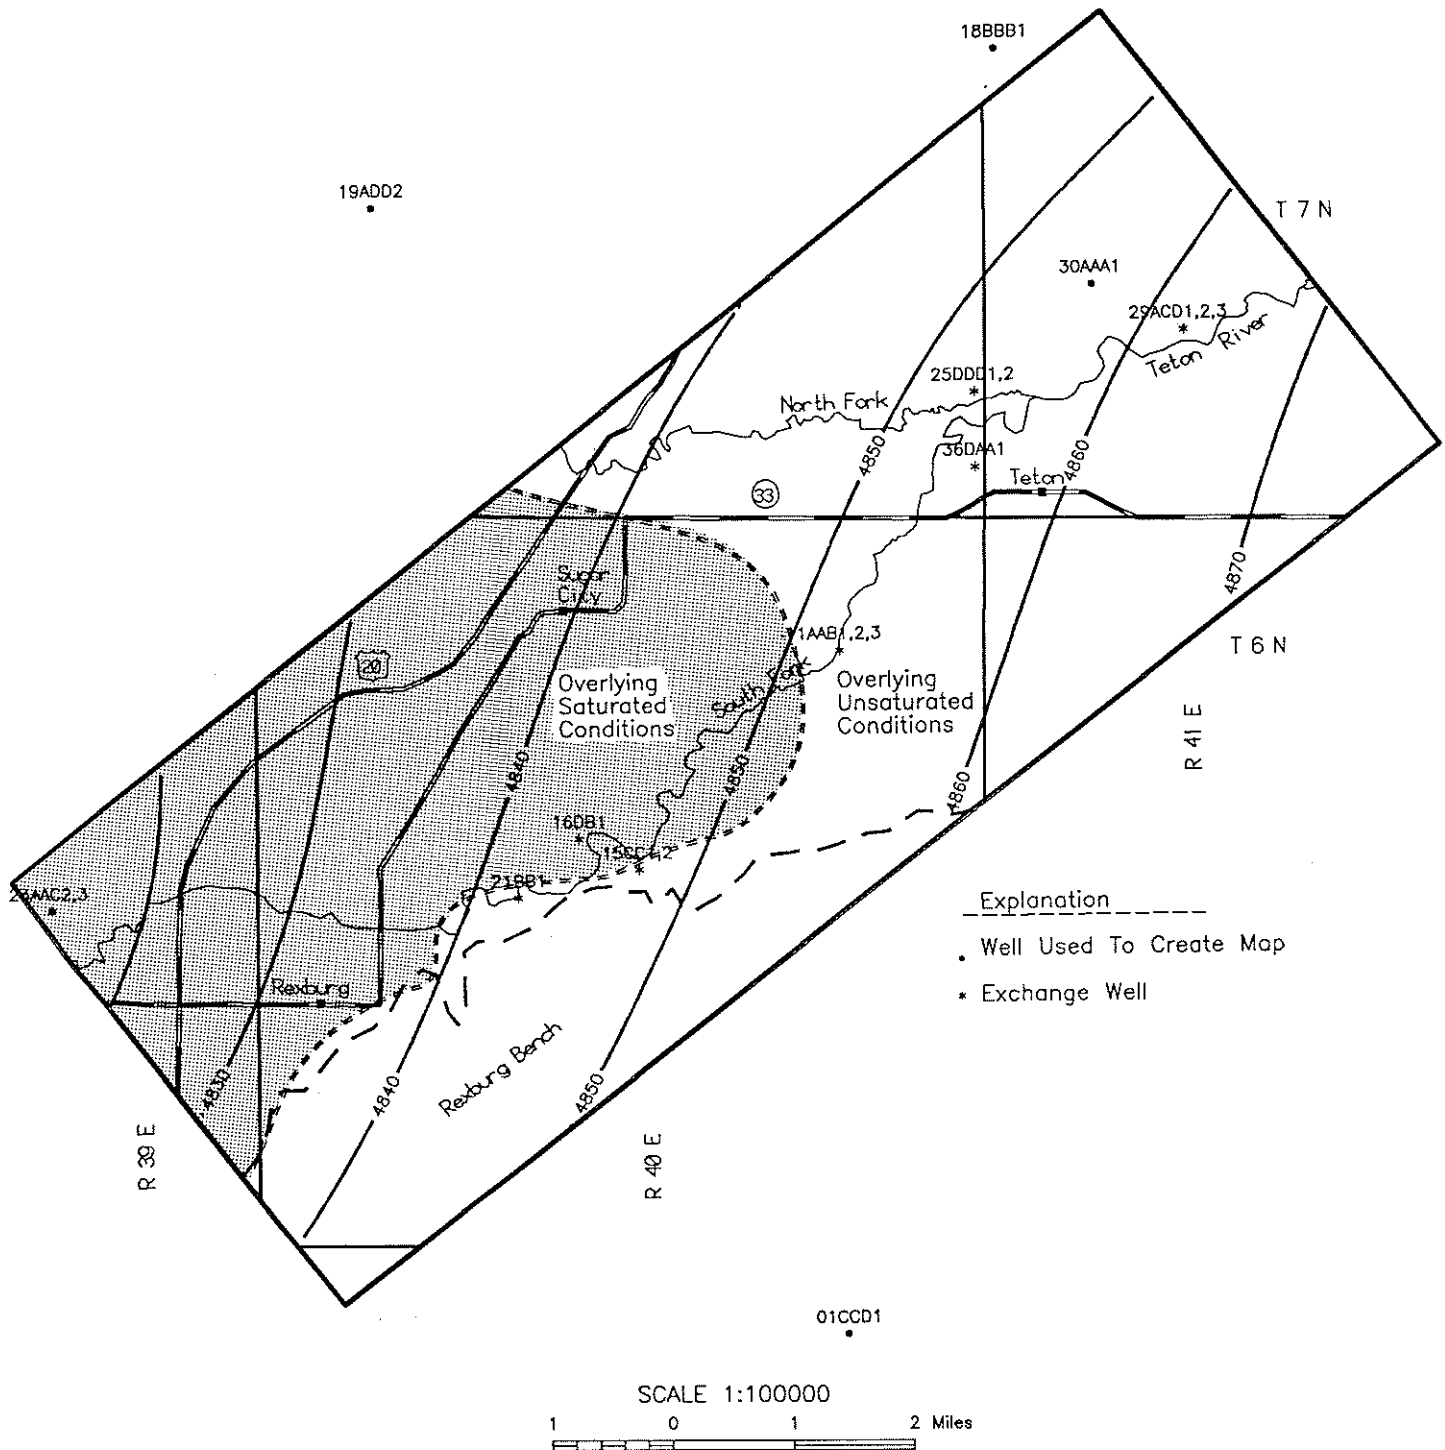 18BBB1
19ADD2
T 7 N
30AAA1
29ACD1,2,3
Teton River
25DDD1,2
North Fork
4850
36DAA1
4860
Teton
33
4870
Sugar
City
1AAB1,2,3
T 6 N
20
Overlying
Saturated
Conditions
South Fork
Overlying
Unsaturated
Conditions
R 41 E
4840
4850
4860
16DB1
21BB1
Explanation
Well Used To Create Map
Exchange Well
Rexburg
Rexburg Bench
4830
4840
4850
R 39 E
R 40 E
01CCD1
SCALE 1:100000
1 0 1 2 Miles